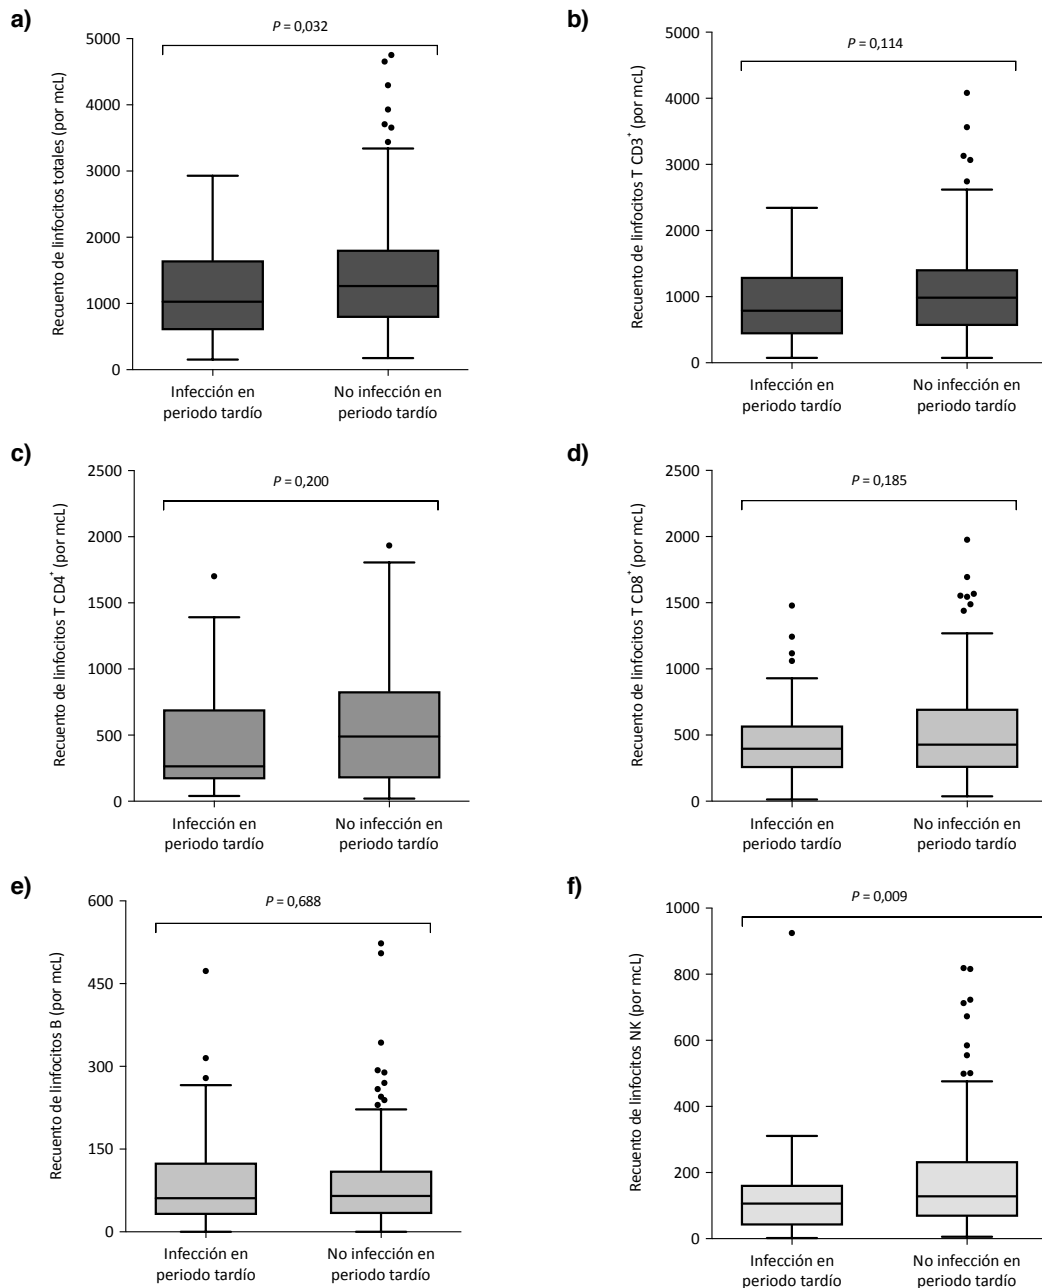 a)
P = 0,032
Recuento de linfocitos totales (por mcL)
5000
4000
3000
2000
1000
0
Infección en
periodo tardío
No infección en
periodo tardío
b)
P = 0,114
Recuento de linfocitos T CD3+ (por mcL)
5000
4000
3000
2000
1000
0
Infección en
periodo tardío
No infección en
periodo tardío
c)
P = 0,200
Recuento de linfocitos T CD4+ (por mcL)
2500
2000
1500
1000
500
0
Infección en
periodo tardío
No infección en
periodo tardío
d)
P = 0,185
Recuento de linfocitos T CD8+ (por mcL)
2500
2000
1500
1000
500
0
Infección en
periodo tardío
No infección en
periodo tardío
e)
P = 0,688
Recuento de linfocitos B (por mcL)
600
450
300
150
0
Infección en
periodo tardío
No infección en
periodo tardío
f)
P = 0,009
Recuento de linfocitos NK (por mcL)
1000
800
600
400
200
0
Infección en
periodo tardío
No infección en
periodo tardío